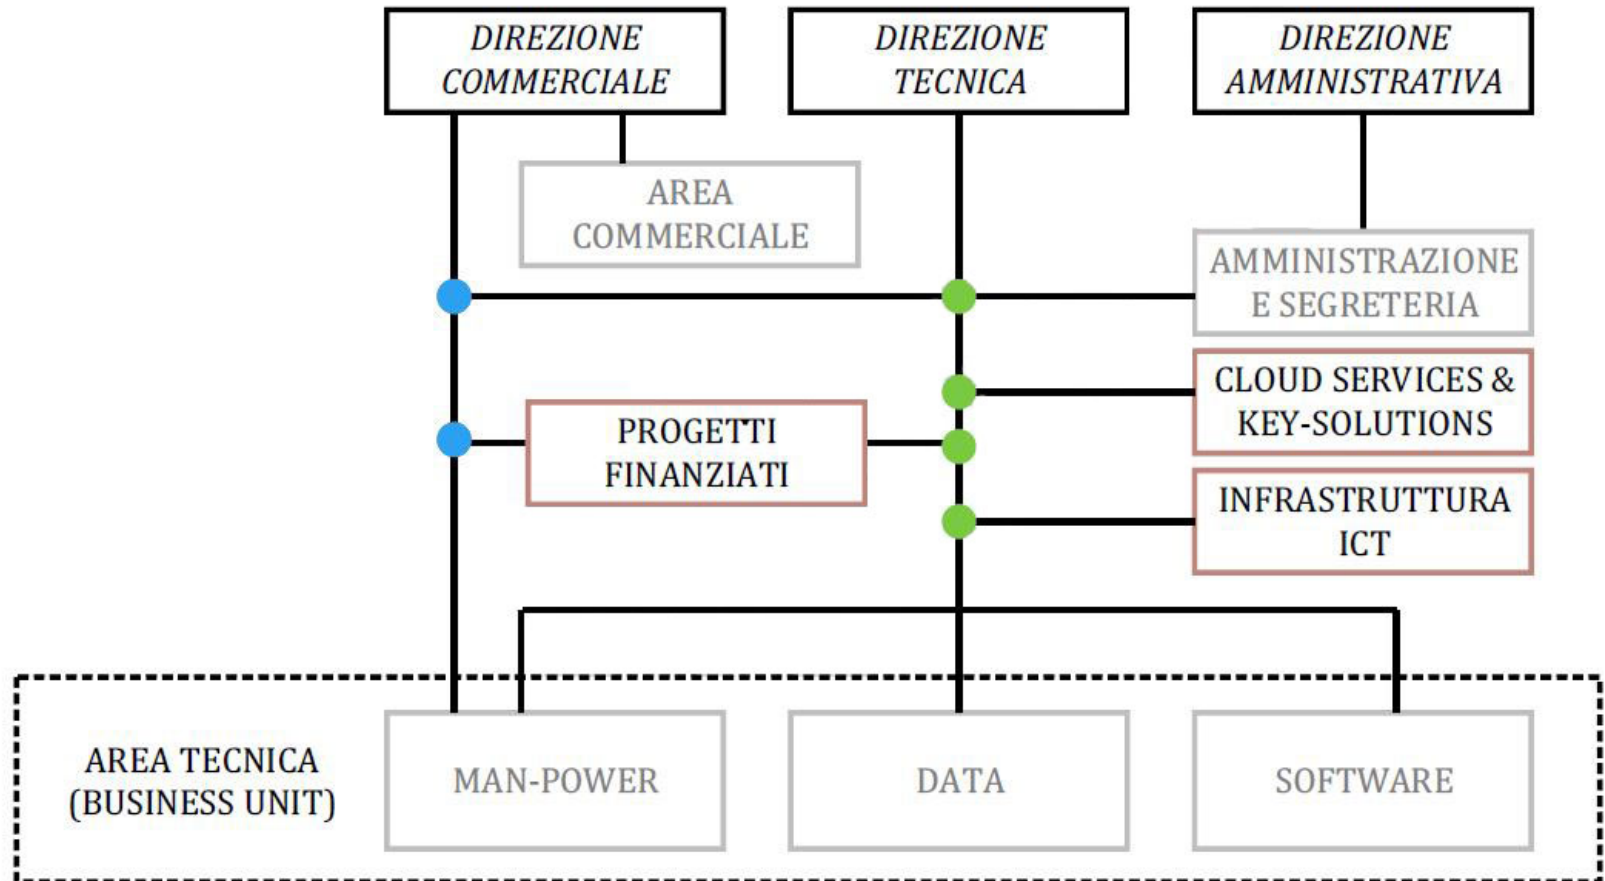 DIREZIONE
COMMERCIALE
DIREZIONE
TECNICA
DIREZIONE
AMMINISTRATIVA
AREA
COMMERCIALE
AMMINISTRAZIONE
E SEGRETERIA
CLOUD SERVICES &
KEY-SOLUTIONS
PROGETTI
FINANZIATI
INFRASTRUTTURA
ICT
AREA TECNICA
(BUSINESS UNIT)
MAN-POWER
DATA
SOFTWARE